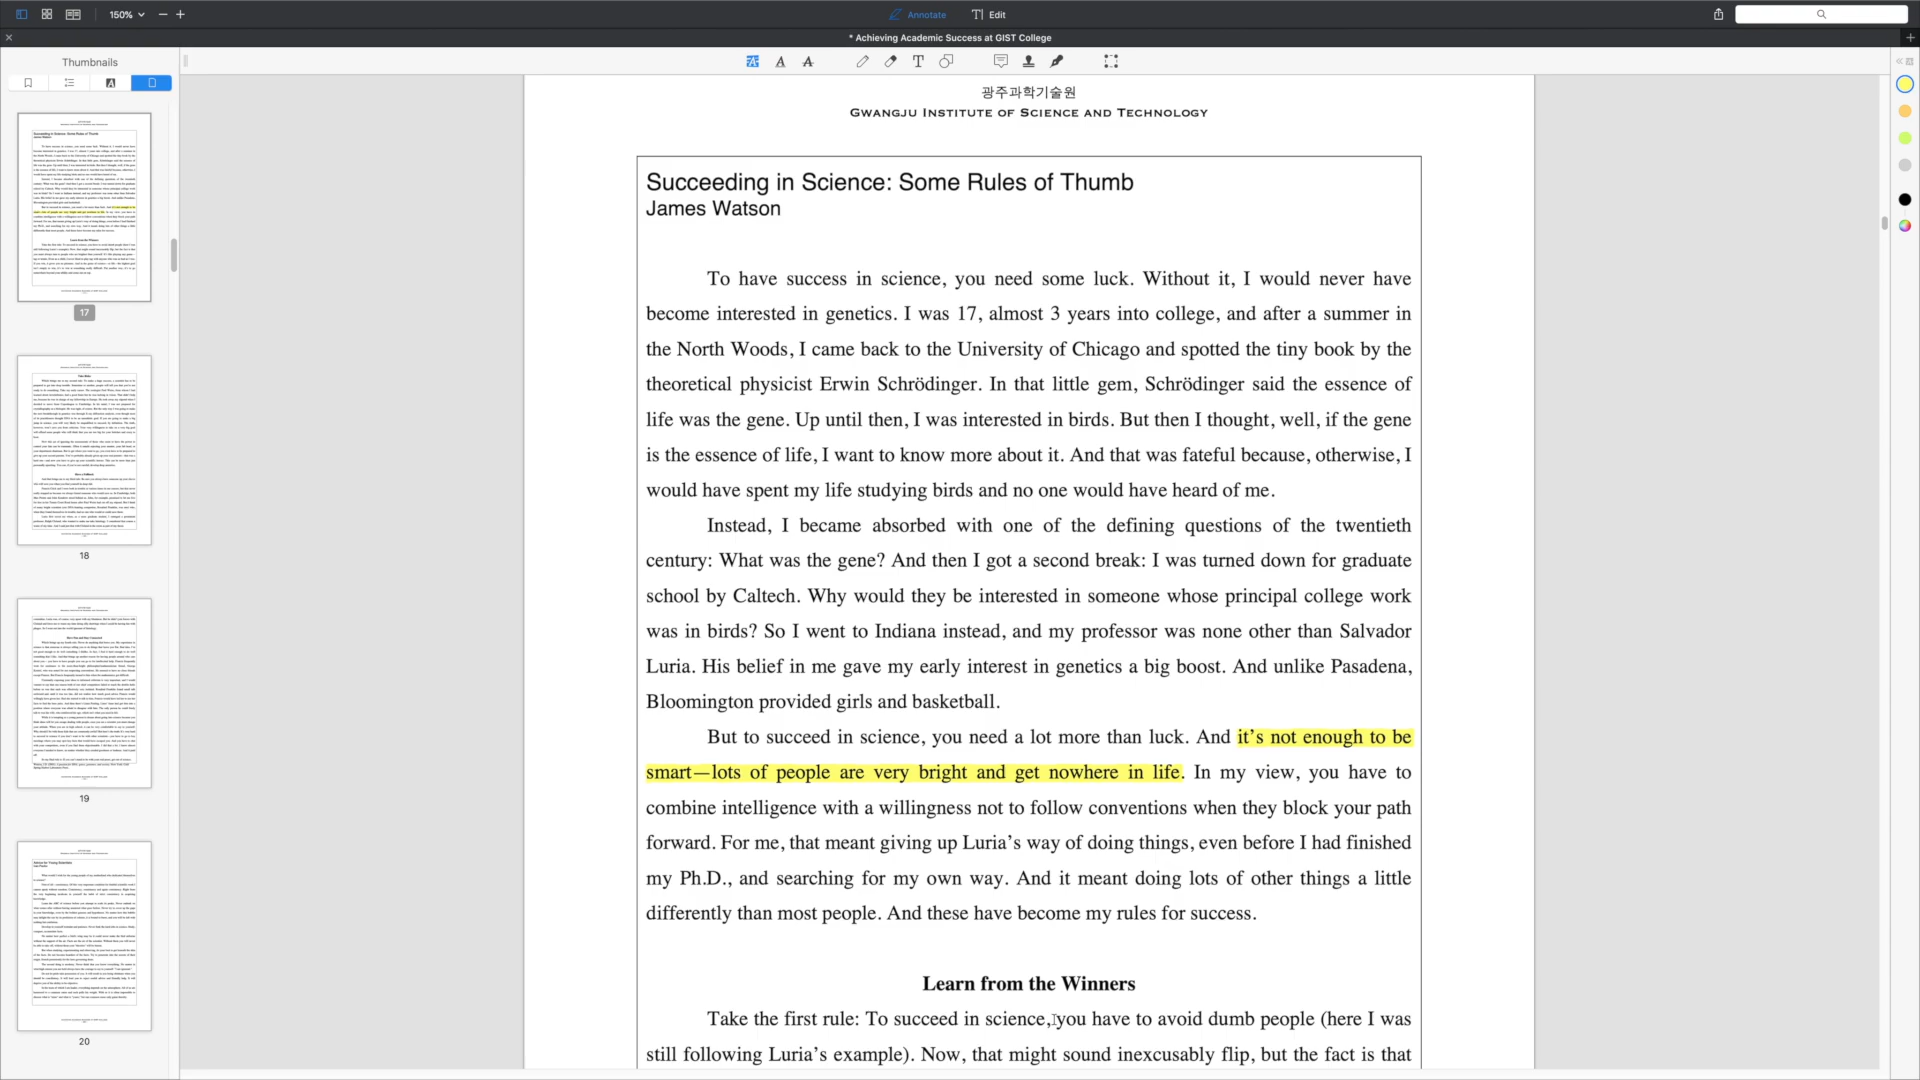 150%
Annotate
Edit
* Achieving Academic Success at GIST College
Thumbnails
광주과학기술원
Gwangju Institute of Science and Technology
Succeeding in Science: Some Rules of Thumb
James Watson
To have success in science, you need some luck. Without it, I would never have
become interested in genetics. I was 17, almost 3 years into college, and after a summer in
the North Woods, I came back to the University of Chicago and spotted the tiny book by the
theoretical physicist Erwin Schrödinger. In that little gem, Schrödinger said the essence of
life was the gene. Up until then, I was interested in birds. But then I thought, well, if the gene
is the essence of life, I want to know more about it. And that was fateful because, otherwise, I
would have spent my life studying birds and no one would have heard of me.
Instead, I became absorbed with one of the defining questions of the twentieth
century: What was the gene? And then I got a second break: I was turned down for graduate
school by Caltech. Why would they be interested in someone whose principal college work
was in birds? So I went to Indiana instead, and my professor was none other than Salvador
Luria. His belief in me gave my early interest in genetics a big boost. And unlike Pasadena,
Bloomington provided girls and basketball.
But to succeed in science, you need a lot more than luck. And it’s not enough to be
smart—lots of people are very bright and get nowhere in life. In my view, you have to
combine intelligence with a willingness not to follow conventions when they block your path
forward. For me, that meant giving up Luria’s way of doing things, even before I had finished
my Ph.D., and searching for my own way. And it meant doing lots of other things a little
differently than most people. And these have become my rules for success.
Learn from the Winners
Take the first rule: To succeed in science, you have to avoid dumb people (here I was
still following Luria’s example). Now, that might sound inexcusably flip, but the fact is that
17
18
19
20